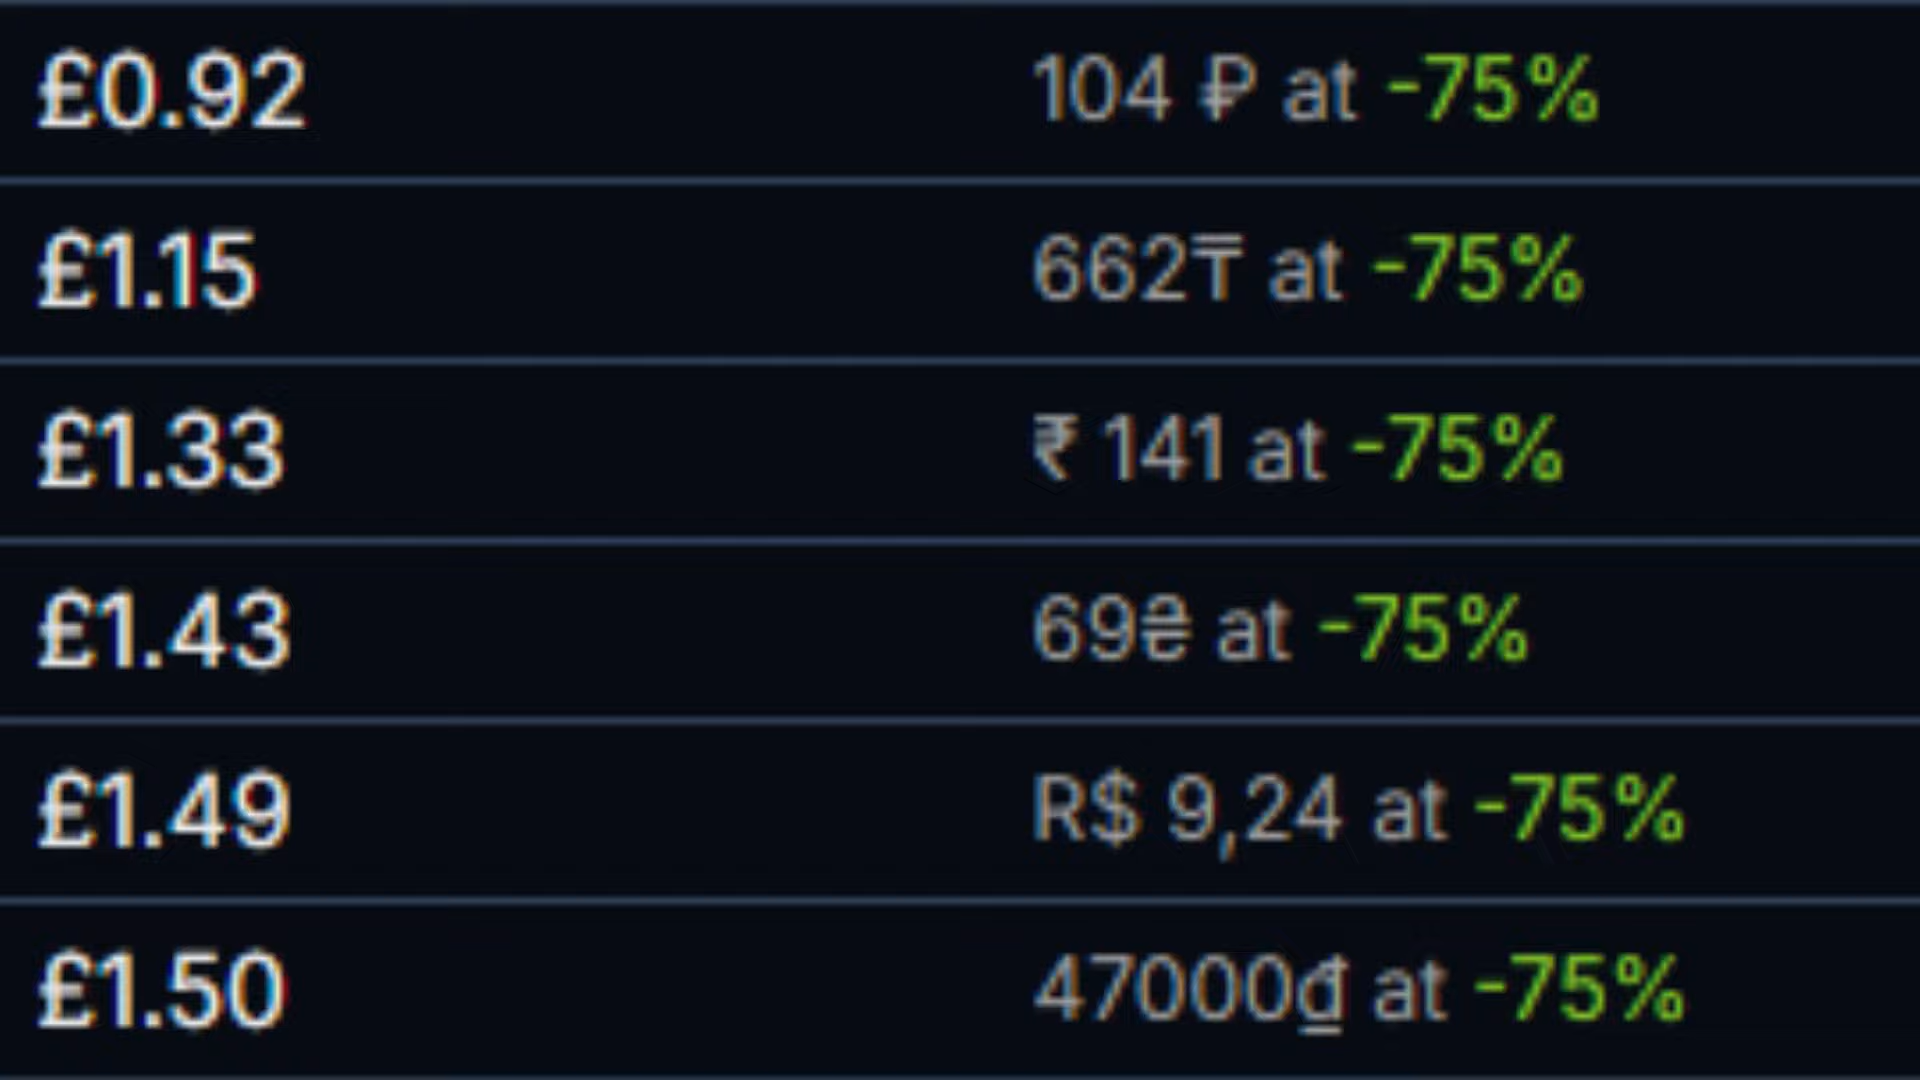 £0.92 104 ₽ at -75%
£1.15 662₸ at -75%
£1.33 ₹ 141 at -75%
£1.43 69₴ at -75%
£1.49 R$ 9,24 at -75%
£1.50 47000₫ at -75%